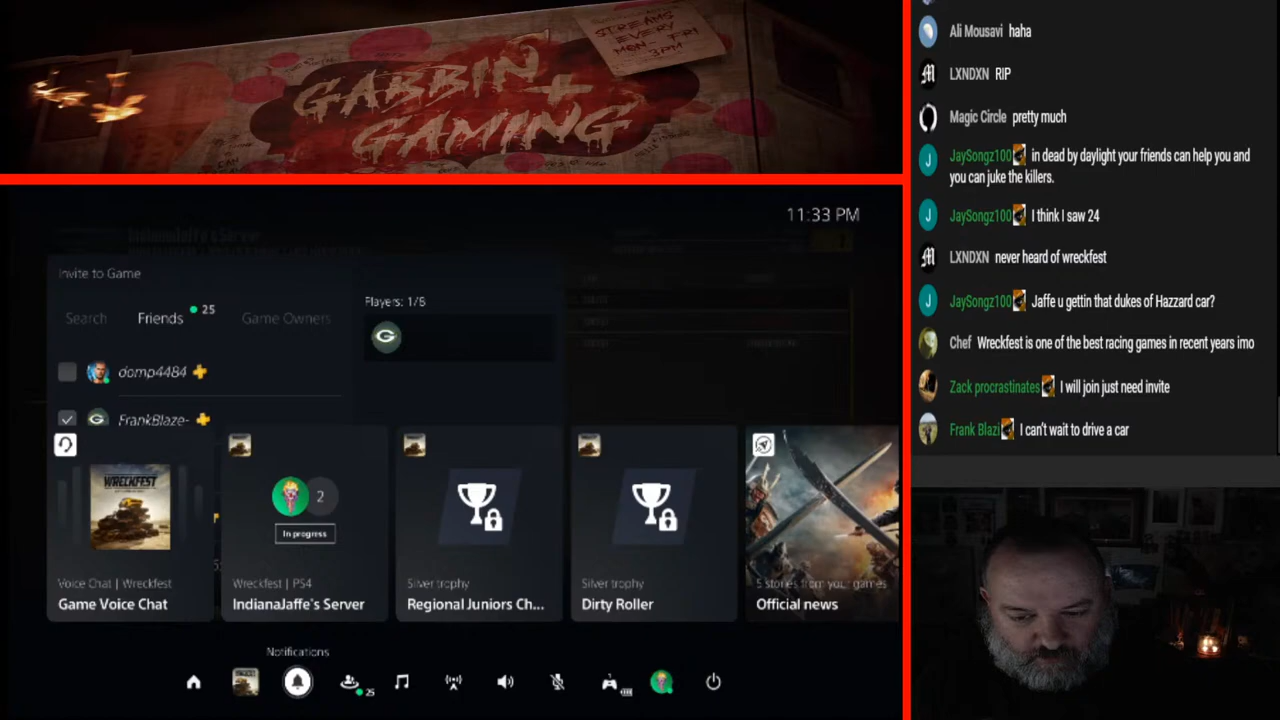 GABBIN +
GAMING
STREAMS
EVERY
MON-FRI
3PM
11:33 PM
IndianaJaffe's Server
Invite to Game
Search
Friends
25
Game Owners
Players: 1/8
domp4484
FrankBlaze-
WRECKFEST
Voice Chat | Wreckfest
Game Voice Chat
2
In progress
Wreckfest | PS4
IndianaJaffe's Server
Silver trophy
Regional Juniors Ch...
Silver trophy
Dirty Roller
5 stories from your games
Official news
Notifications
25
Ali Mousavi haha
LXNDXN RIP
Magic Circle pretty much
JaySongz100 in dead by daylight your friends can help you and
you can juke the killers.
JaySongz100 I think I saw 24
LXNDXN never heard of wreckfest
JaySongz100 Jaffe u gettin that dukes of Hazzard car?
Chef Wreckfest is one of the best racing games in recent years imo
Zack procrastinates I will join just need invite
Frank Blazi I can't wait to drive a car